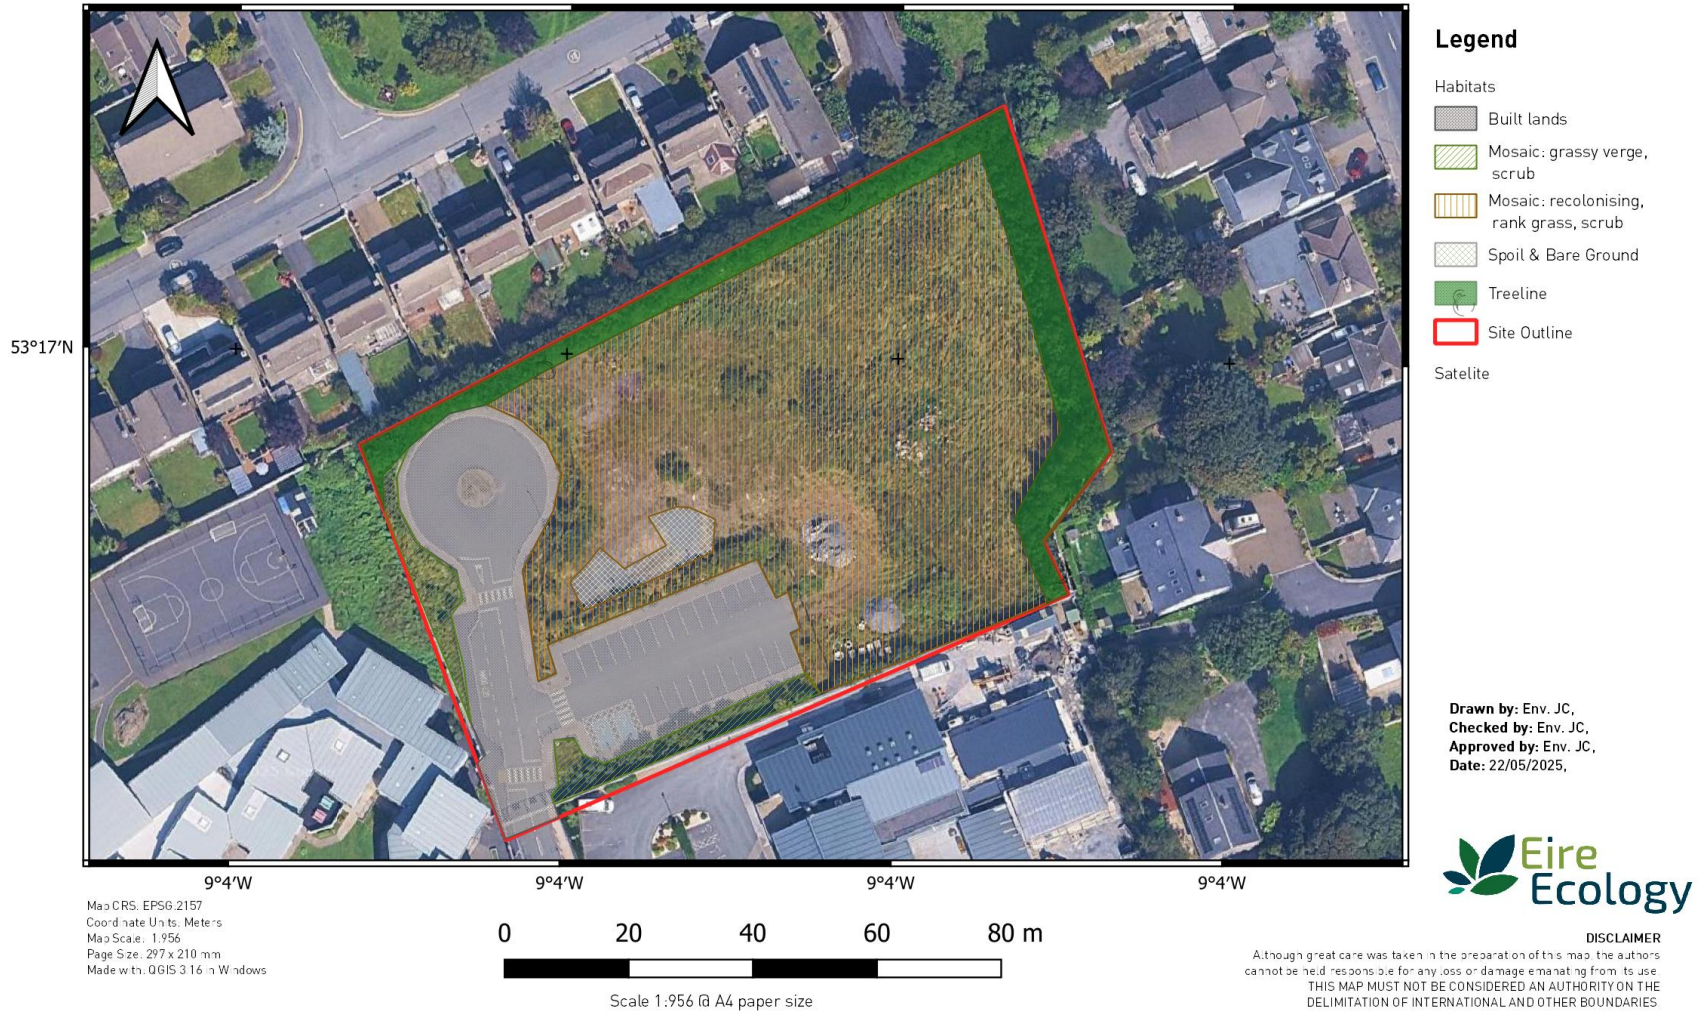 Legend
Habitats
Built lands
Mosaic: grassy verge,
scrub
Mosaic: recolonising,
rank grass, scrub
Spoil & Bare Ground
Treeline
Site Outline
Satelite
53°17'N
Drawn by: Env. JC,
Checked by: Env. JC,
Approved by: Env. JC,
Date: 22/05/2025,
Eire
Ecology
9°4'W 9°4'W 9°4'W 9°4'W
Map CRS: EPSG:2157
Coordinate Units: Meters
Map Scale: 1:956
Page Size: 297 x 210 mm
Made with: QGIS 3.16 in Windows
0 20 40 60 80 m
Scale 1:956 @ A4 paper size
DISCLAIMER
Although great care was taken in the preparation of this map, the authors
cannot be held responsible for any loss or damage emanating from its use.
THIS MAP MUST NOT BE CONSIDERED AN AUTHORITY ON THE
DELIMITATION OF INTERNATIONAL AND OTHER BOUNDARIES